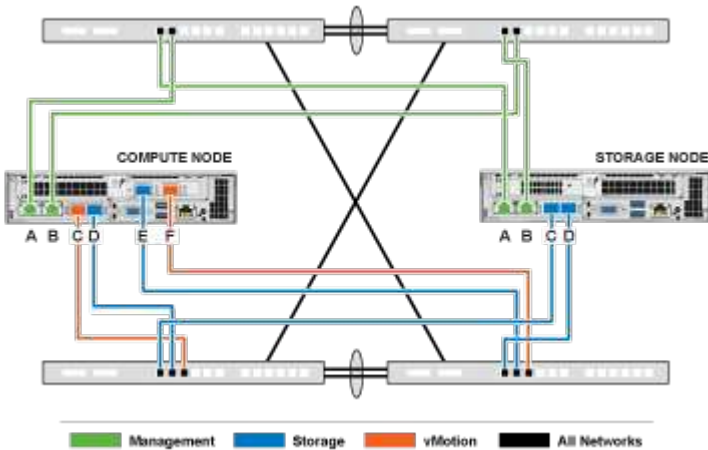 COMPUTE NODE
STORAGE NODE
A B C D E F
A B C D
Management Storage vMotion All Networks